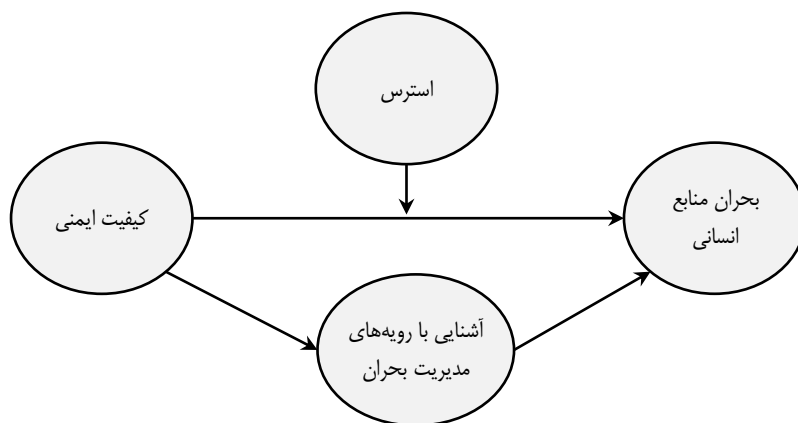 استرس
کیفیت ایمنی
بحران منابع
انسانی
آشنایی با رویه‌های
مدیریت بحران